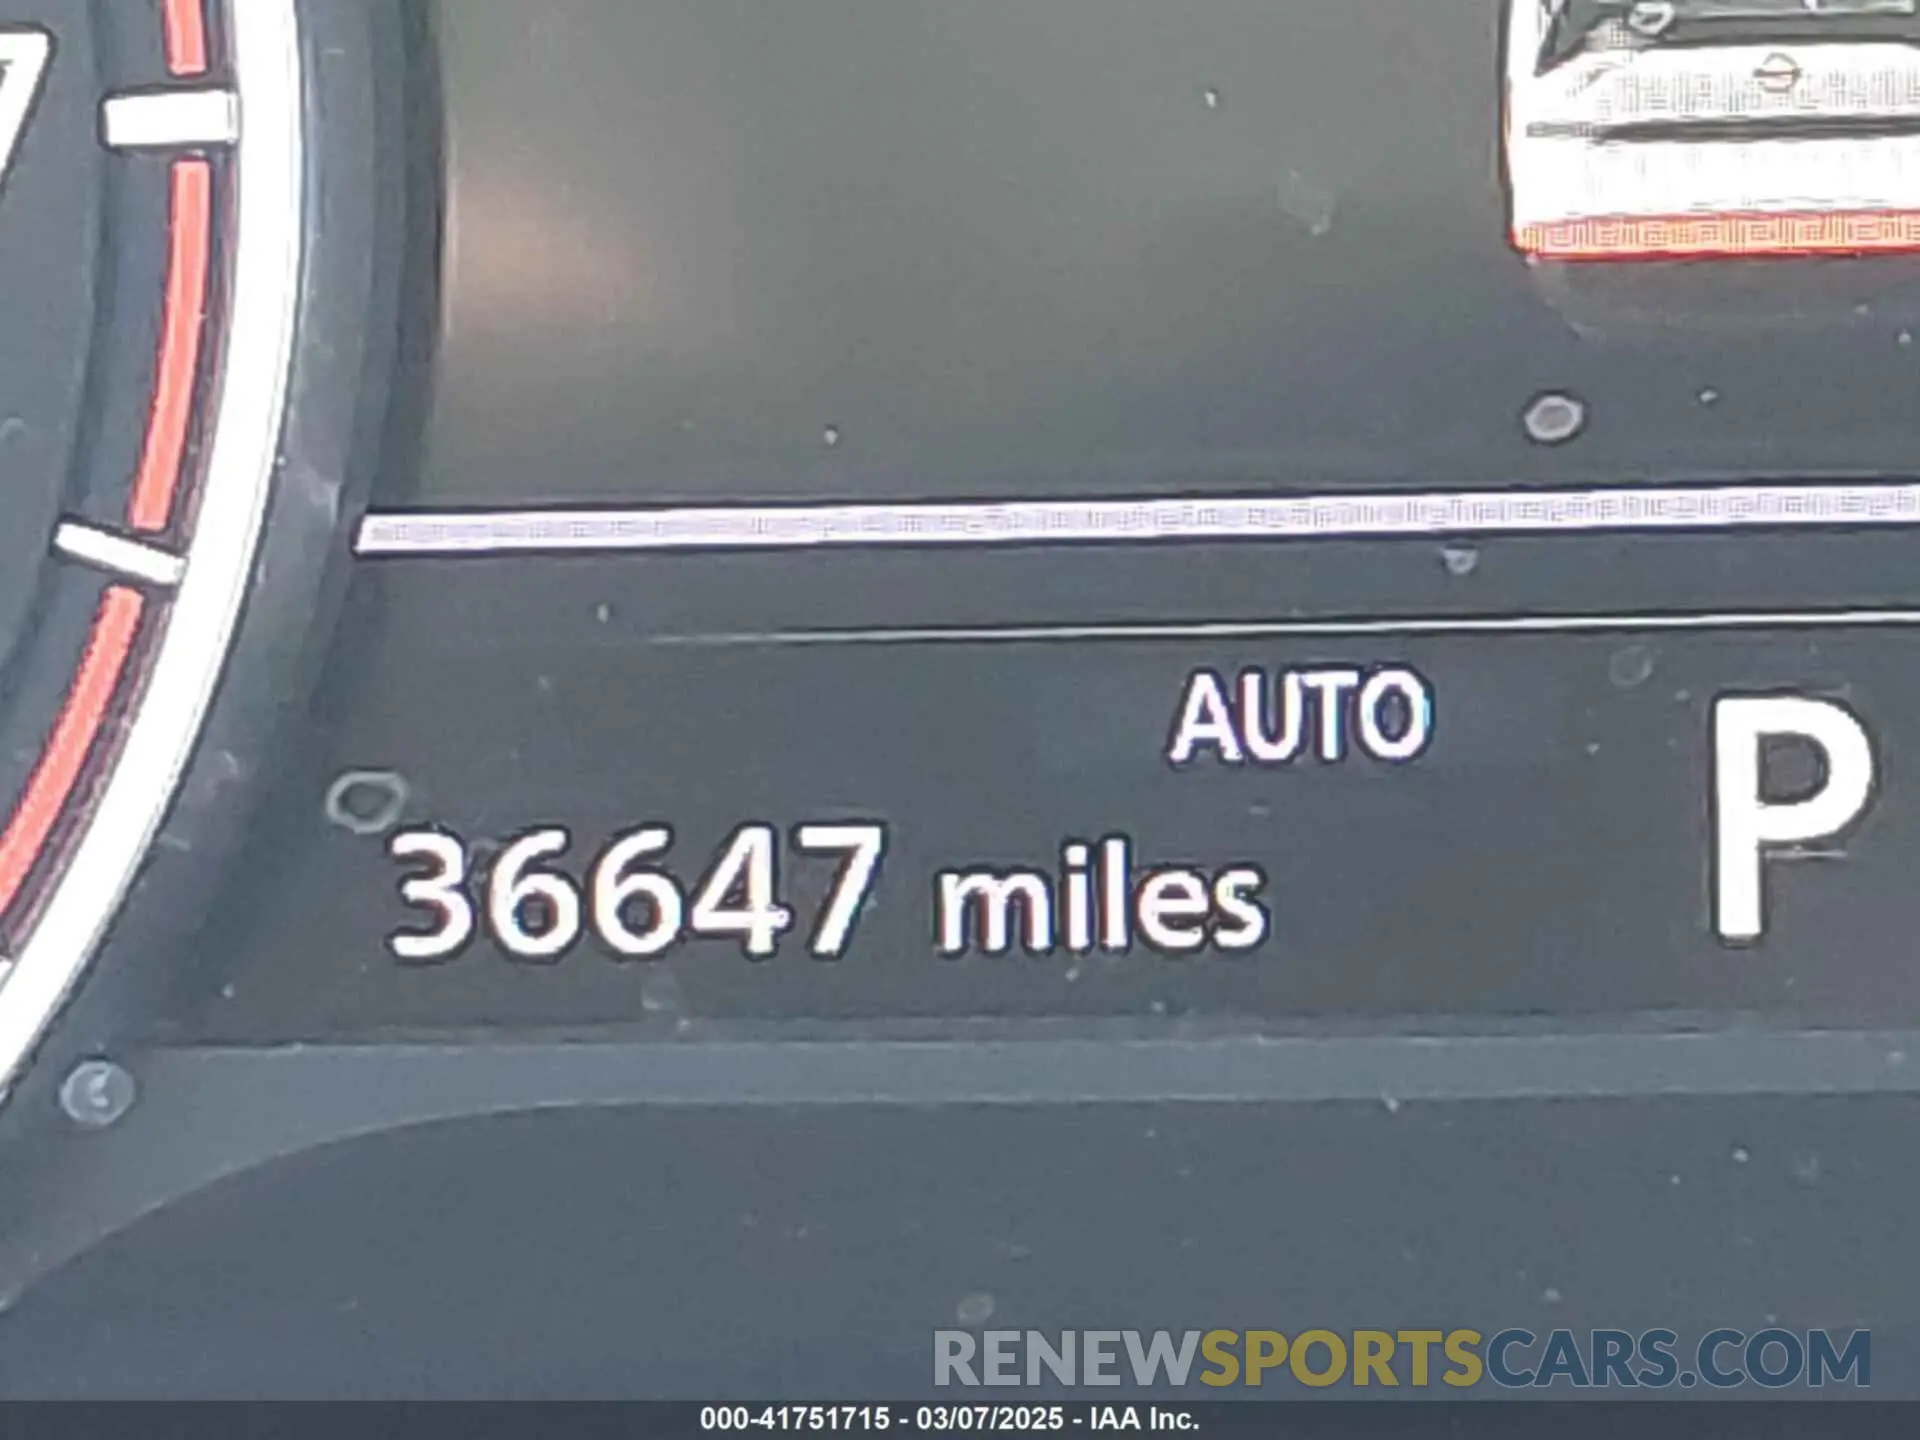 AUTO
P
36647 miles
RENEWSPORTSCARS.COM
000-41751715 - 03/07/2025 - IAA Inc.